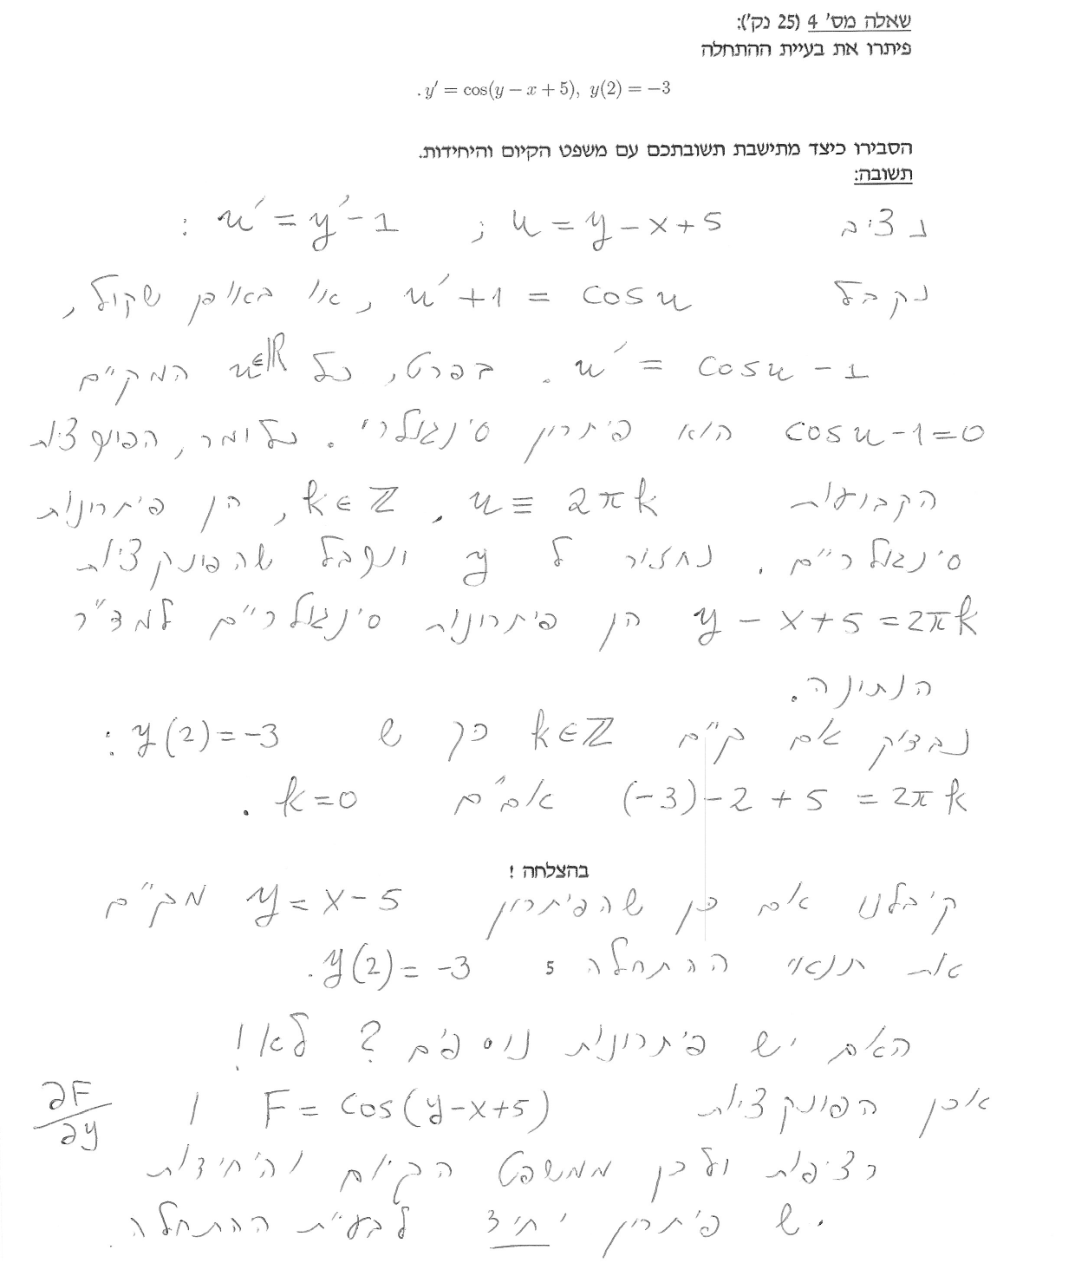 שאלה מס' 4 (25 נק'):
פיתרו את בעיית ההתחלה
.y′ = cos(y − x + 5), y(2) = −3
הסבירו כיצד מתישבת תשובתכם עם משפט הקיום והיחידות.
תשובה:
נציב u = y − x + 5 ; u′ = y′ − 1 :
נקבל u′ + 1 = cos u , או באופן שקול,
u′ = cos u − 1 . בפרט, כל u∈ℝ המקיים
cos u − 1 = 0 הוא פיתרון סינגולרי. כלומר, הפונקציות
הקבועות u ≡ 2πk , k∈ℤ, הן פיתרונות
סינגולריים. נחזור ל y ונקבל שהפונקציות
y − x + 5 = 2πk הן פיתרונות סינגולריים למד"ר
הנתונה.
נבדוק אם קיים k∈ℤ כך ש y(2) = −3 :
(−3) − 2 + 5 = 2πk אם"ם k = 0 .
בהצלחה !
קיבלנו אם כן שהפיתרון y = x − 5 מקיים
את תנאי ההתחלה y(2) = −3.
5
האם יש פיתרונות נוספים? לא!
אכן הפונקציות F = cos(y−x+5) ו ∂F/∂y
רציפות ולכן ממשפט הקיום והיחידות
יש פיתרון יחיד לבעיית ההתחלה.